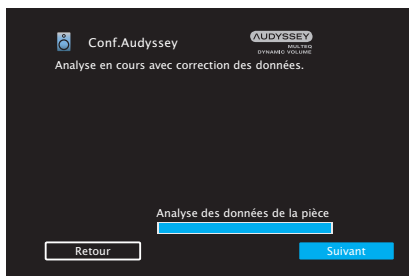 Conf.Audyssey
AUDYSSEY
MULTEQ
DYNAMIC VOLUME
Analyse en cours avec correction des données.
Analyse des données de la pièce
Retour
Suivant